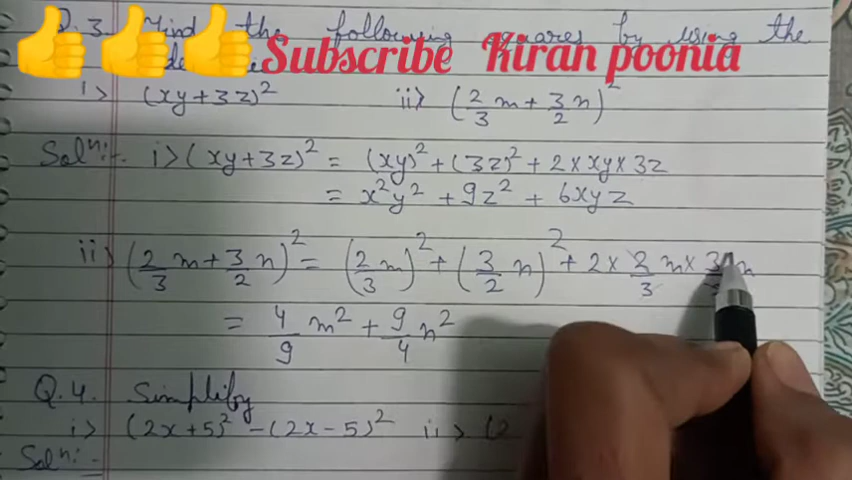 Q.3. Find the following squares by using the
Subscribe Kiran poonia
i> (xy+3z)² ii> (2/3 m + 3/2 n)²
Solⁿ:- i> (xy+3z)² = (xy)² + (3z)² + 2×xy×3z
= x²y² + 9z² + 6xyz
ii> (2/3 m + 3/2 n)² = (2/3 m)² + (3/2 n)² + 2 × 2/3 m × 3/2 n
= 4/9 m² + 9/4 n²
Q.4. Simplify
i> (2x+5)² - (2x-5)² ii> (2
Solⁿ:-